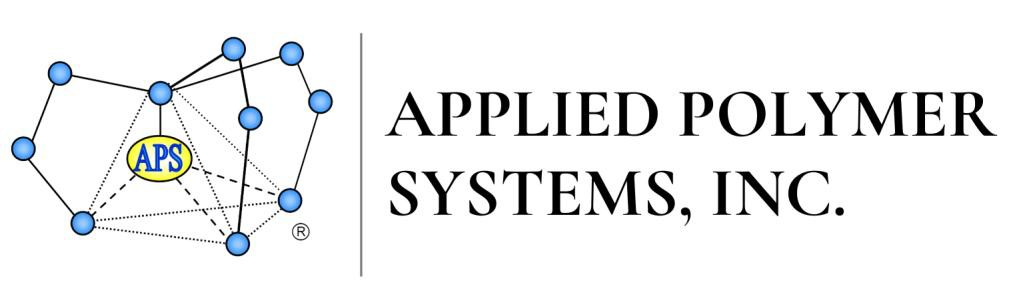 APS
®
APPLIED POLYMER
SYSTEMS, INC.